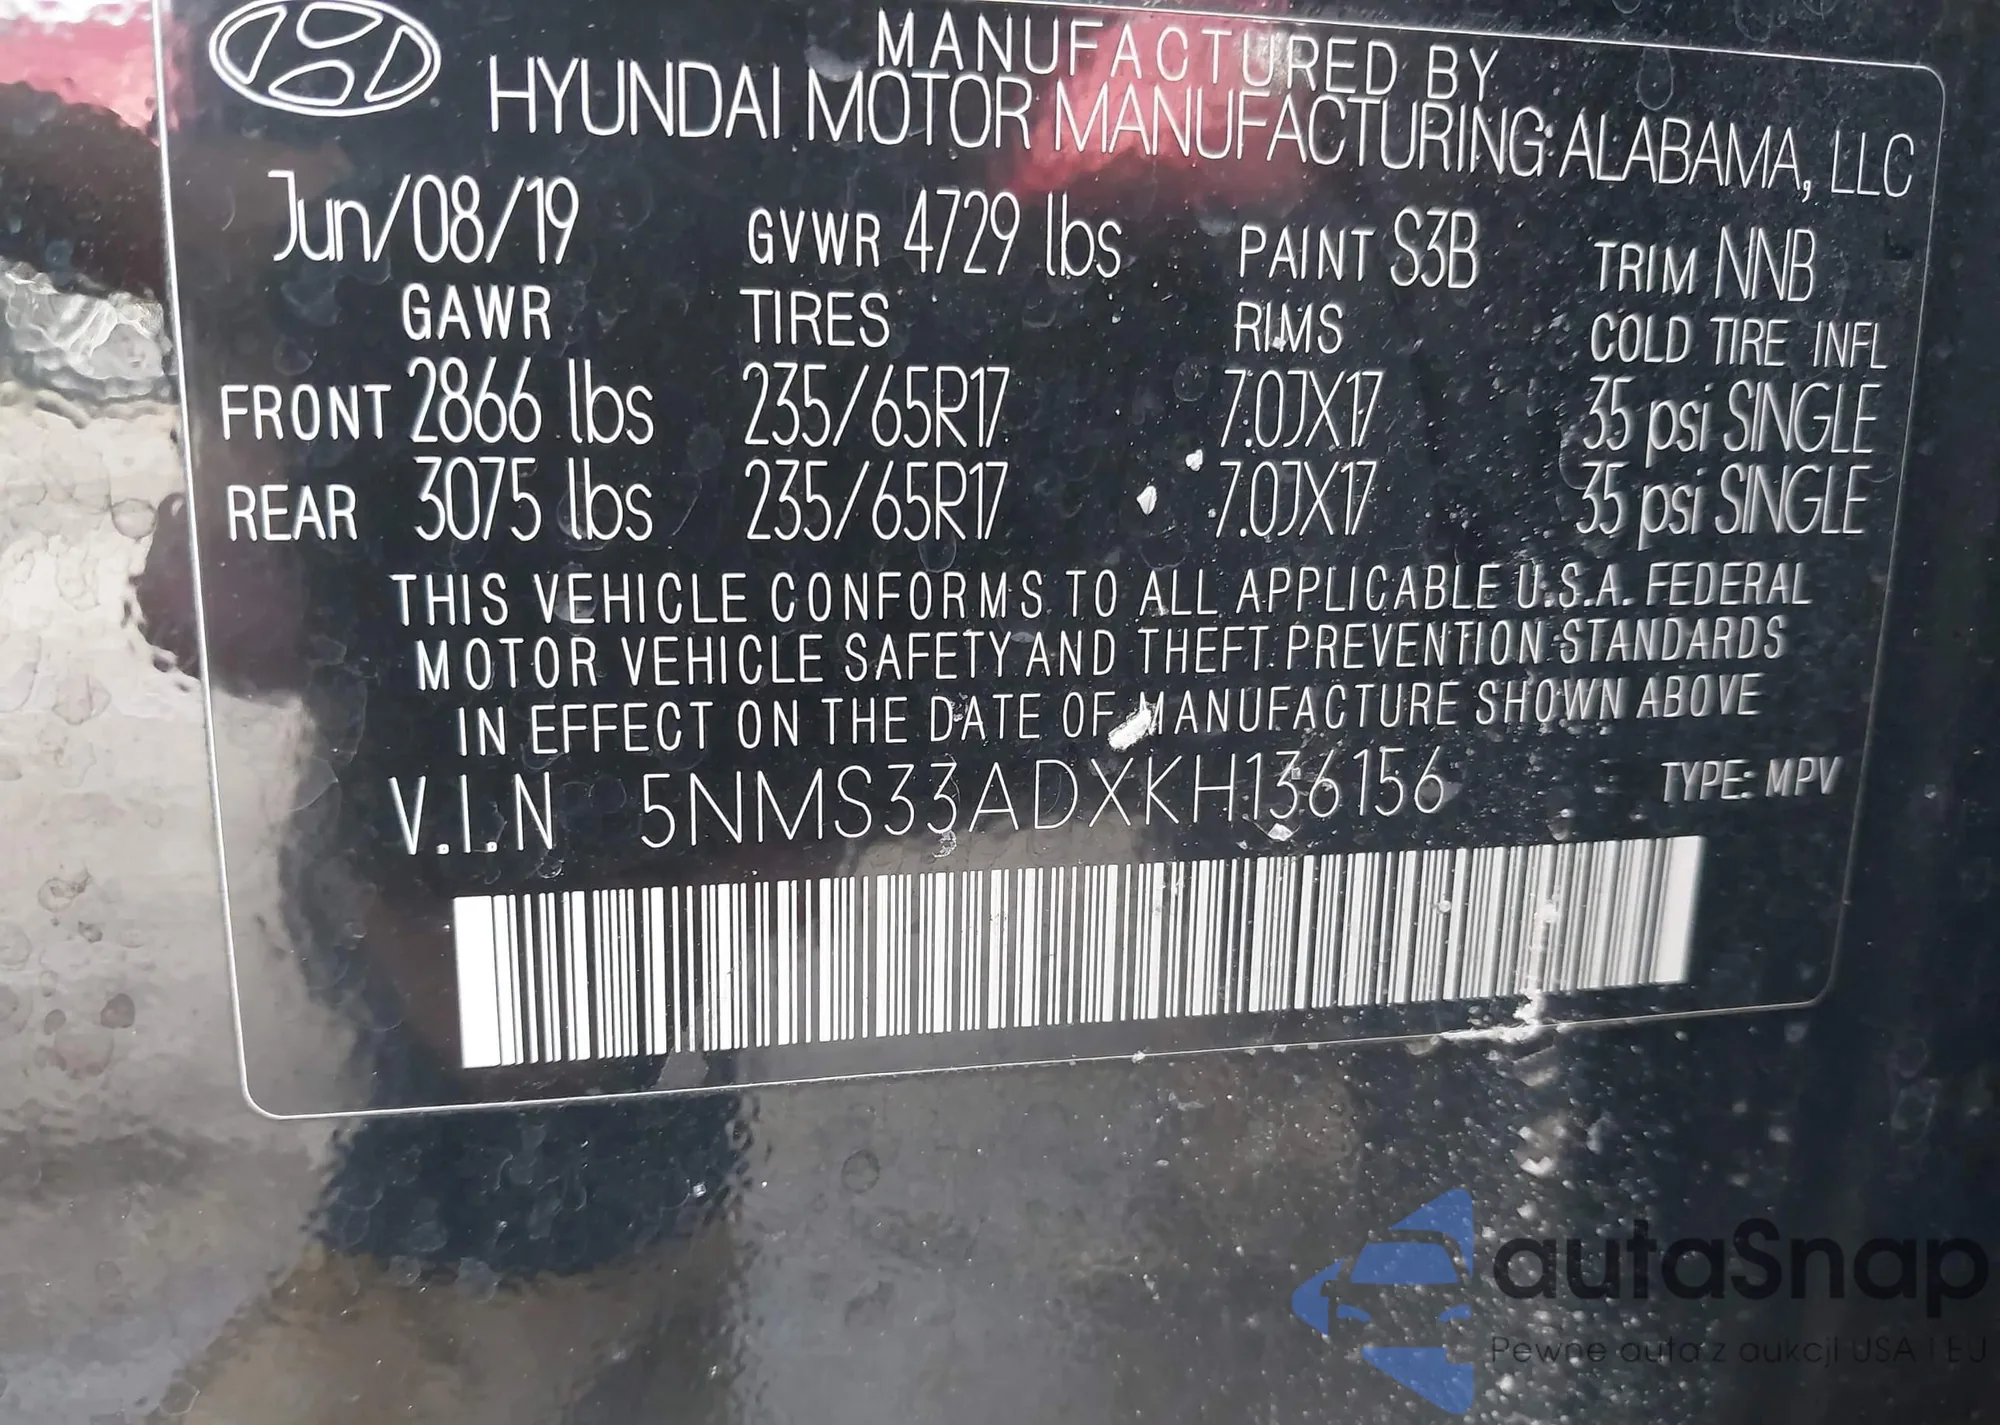 MANUFACTURED BY
HYUNDAI MOTOR MANUFACTURING ALABAMA, LLC
Jun/08/19 GVWR 4729 lbs PAINT S3B TRIM NNB
GAWR TIRES RIMS COLD TIRE INFL
FRONT 2866 lbs 235/65R17 7.0JX17 35 psi SINGLE
REAR 3075 lbs 235/65R17 7.0JX17 35 psi SINGLE
THIS VEHICLE CONFORMS TO ALL APPLICABLE U.S.A. FEDERAL
MOTOR VEHICLE SAFETY AND THEFT PREVENTION STANDARDS
IN EFFECT ON THE DATE OF MANUFACTURE SHOWN ABOVE
V.I.N 5NMS33ADXKH136156 TYPE: MPV
autaSnap
Pewne auta z aukcji USA i EU